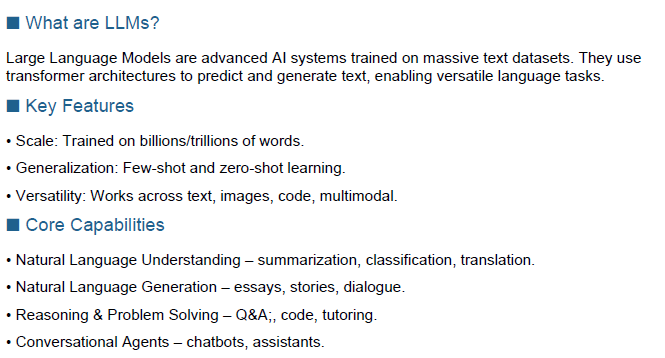 ■ What are LLMs?
Large Language Models are advanced AI systems trained on massive text datasets. They use
transformer architectures to predict and generate text, enabling versatile language tasks.
■ Key Features
• Scale: Trained on billions/trillions of words.
• Generalization: Few-shot and zero-shot learning.
• Versatility: Works across text, images, code, multimodal.
■ Core Capabilities
• Natural Language Understanding – summarization, classification, translation.
• Natural Language Generation – essays, stories, dialogue.
• Reasoning & Problem Solving – Q&A;, code, tutoring.
• Conversational Agents – chatbots, assistants.